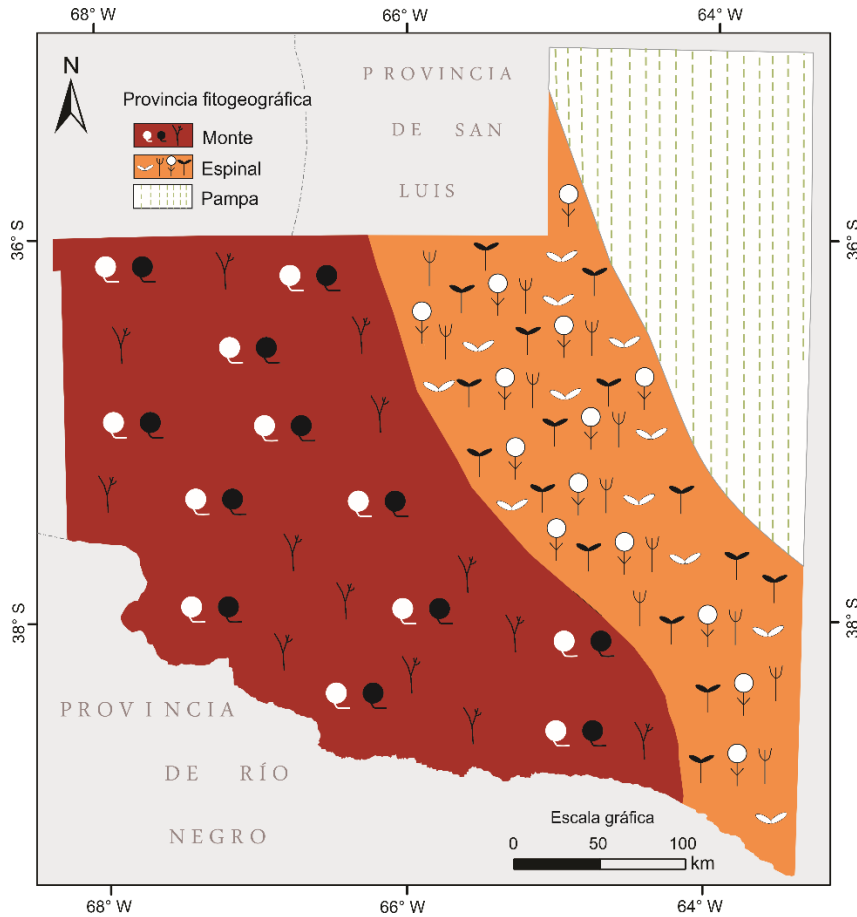 68° W
66° W
64° W
N
Provincia fitogeográfica
Monte
Espinal
Pampa
PROVINCIA
DE SAN
LUIS
36° S
36° S
38° S
38° S
PROVINCIA
DE RÍO
NEGRO
Escala gráfica
0 50 100
km
68° W
66° W
64° W